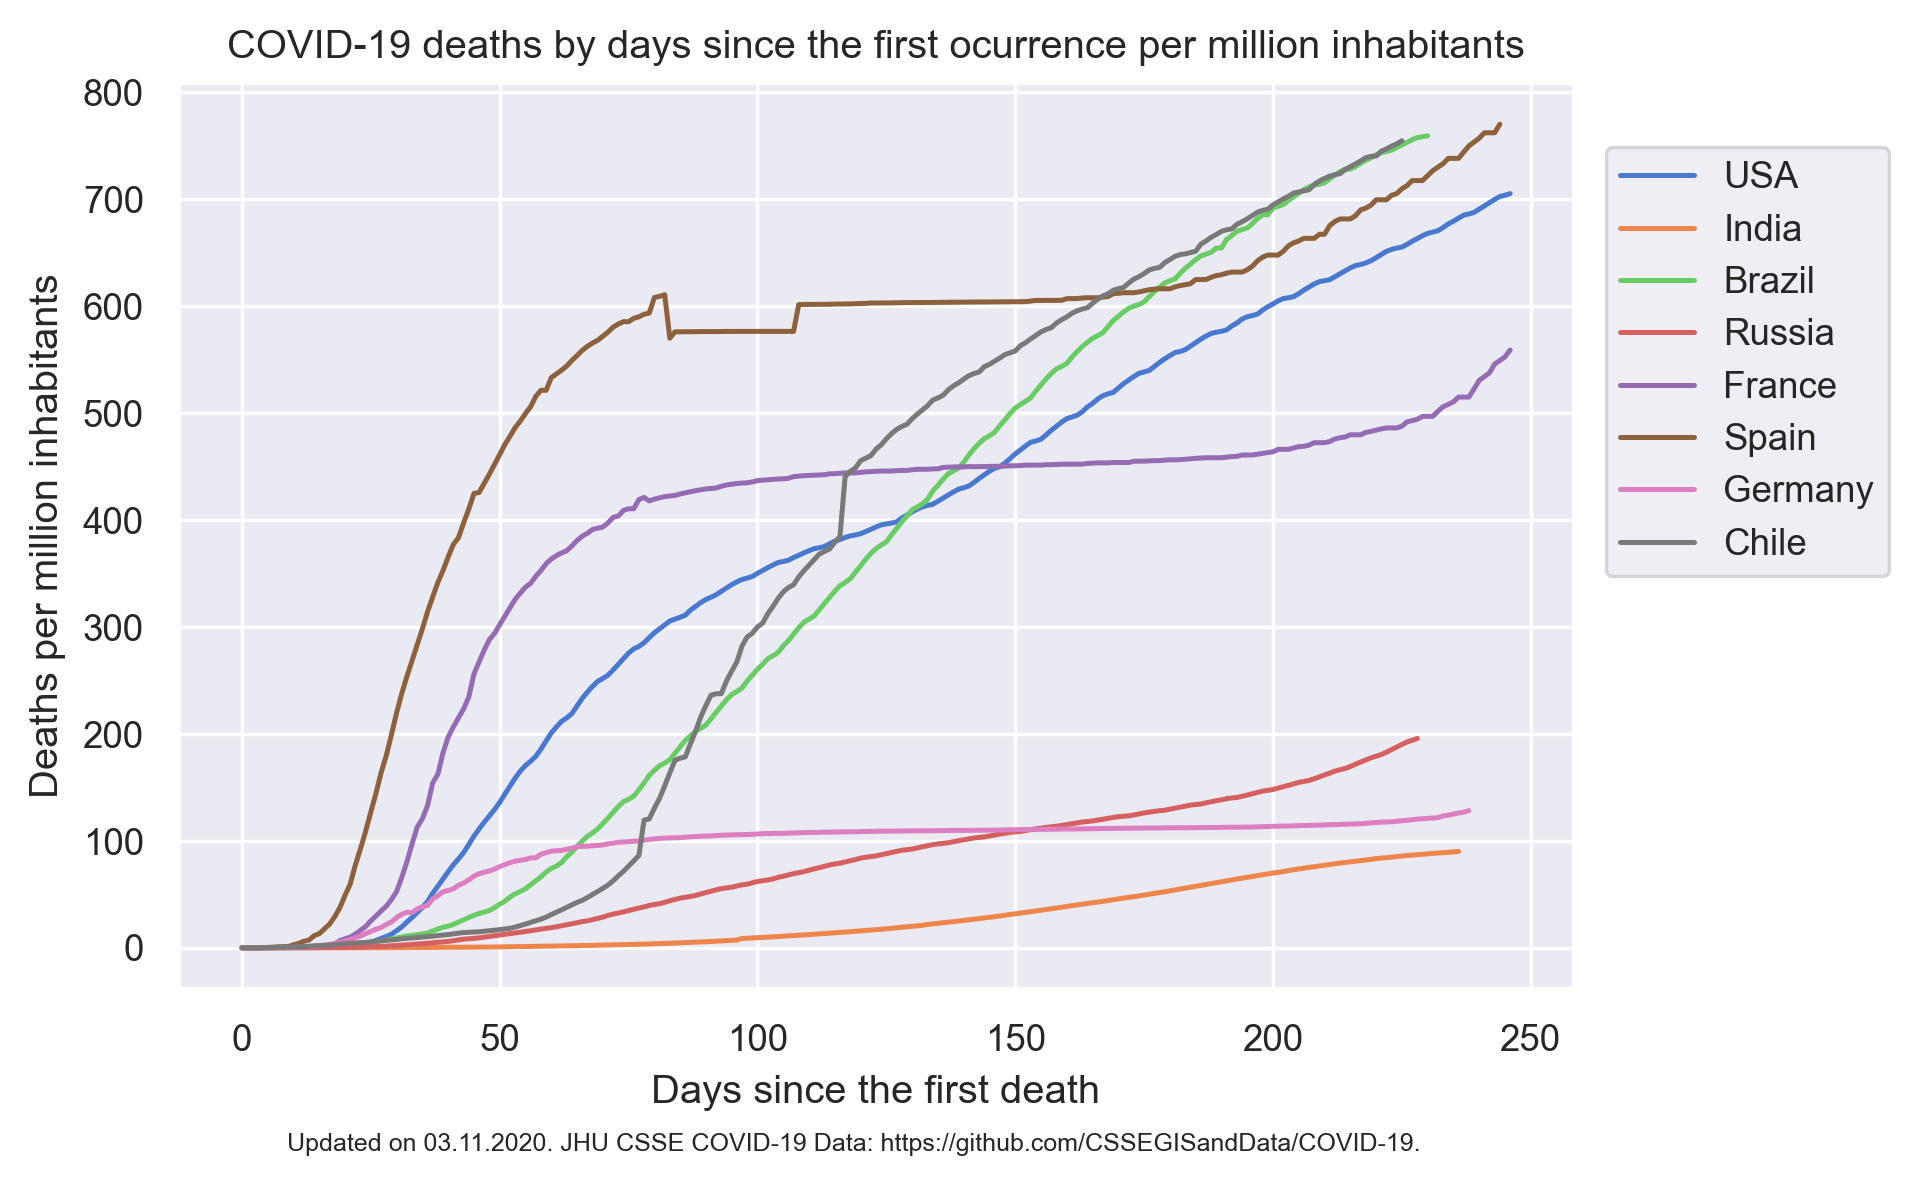 COVID-19 deaths by days since the first ocurrence per million inhabitants
800
700
600
500
400
300
200
100
0
Deaths per million inhabitants
0 50 100 150 200 250
Days since the first death
USA
India
Brazil
Russia
France
Spain
Germany
Chile
Updated on 03.11.2020. JHU CSSE COVID-19 Data: https://github.com/CSSEGISandData/COVID-19.